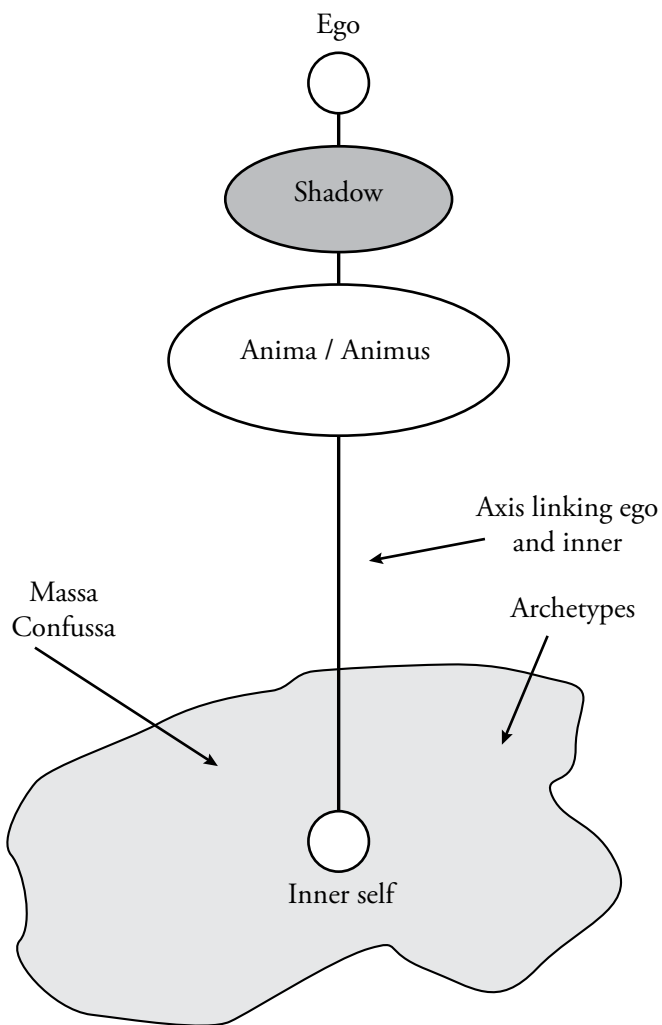 Ego
Shadow
Anima / Animus
Axis linking ego
and inner
Massa
Confussa
Archetypes
Inner self